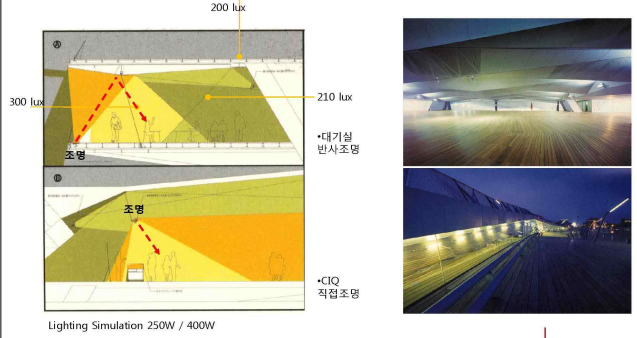 200 lux
Ⓐ
300 lux
210 lux
조명
•대기실
반사조명
Ⓑ
조명
•CIQ
직접조명
Lighting Simulation 250W / 400W